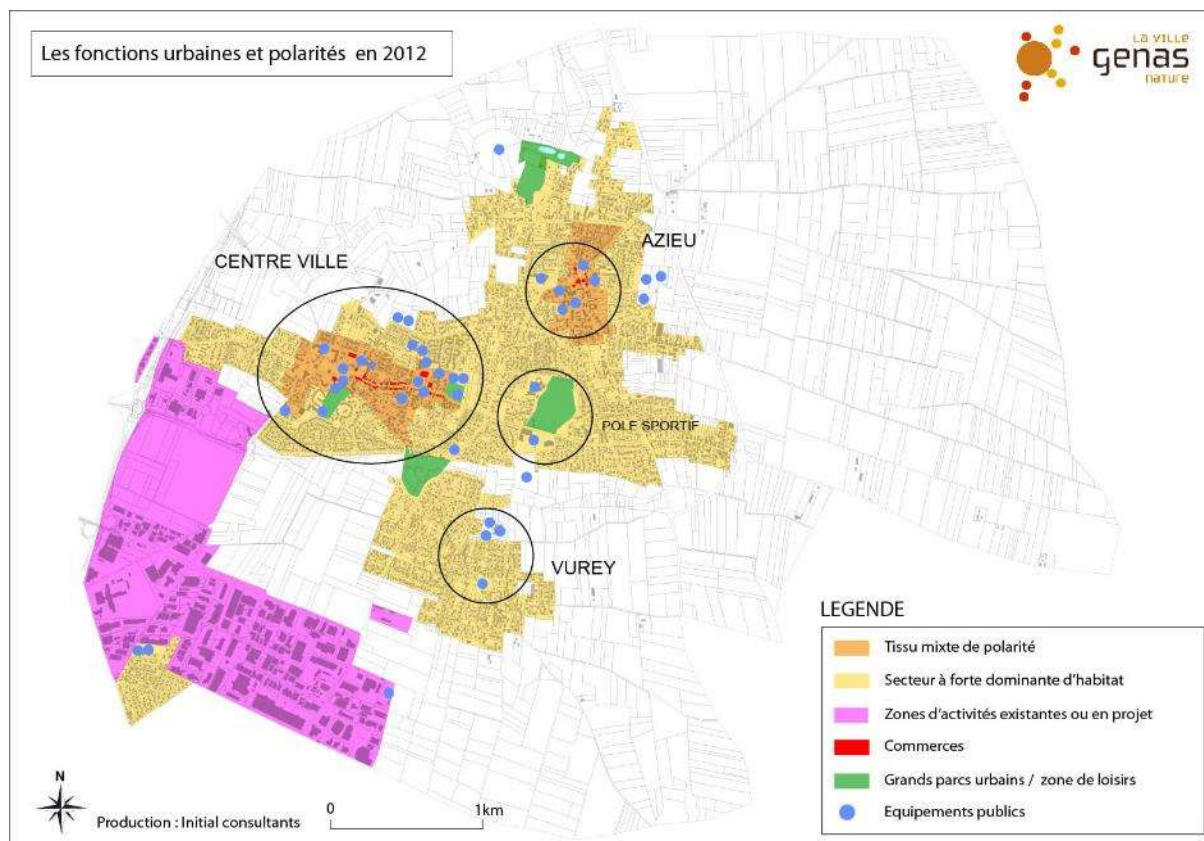 Les fonctions urbaines et polarités en 2012
LA VILLE
genas
nature
AZIEU
CENTRE VILLE
POLE SPORTIF
VUREY
LEGENDE
Tissu mixte de polarité
Secteur à forte dominante d'habitat
Zones d'activités existantes ou en projet
Commerces
Grands parcs urbains / zone de loisirs
Equipements publics
N
0 1km
Production : Initial consultants